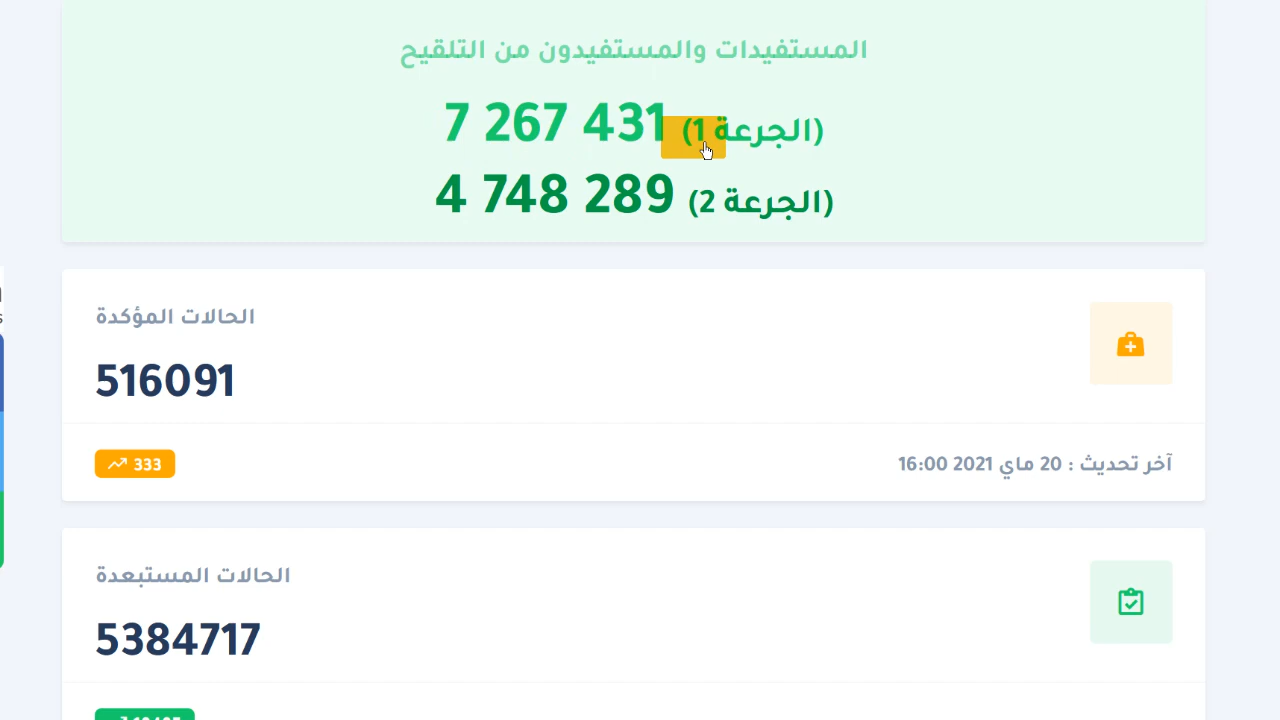 المستفيدات والمستفيدون من التلقيح
(الجرعة 1) 7 267 431
(الجرعة 2) 4 748 289
الحالات المؤكدة
516091
آخر تحديث : 20 ماي 2021 16:00
333
الحالات المستبعدة
5384717